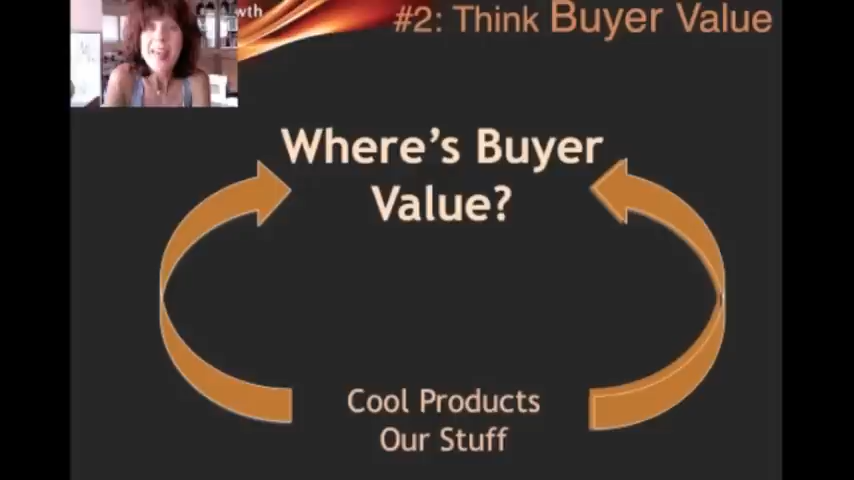 #2: Think Buyer Value
Where's Buyer
Value?
Cool Products
Our Stuff